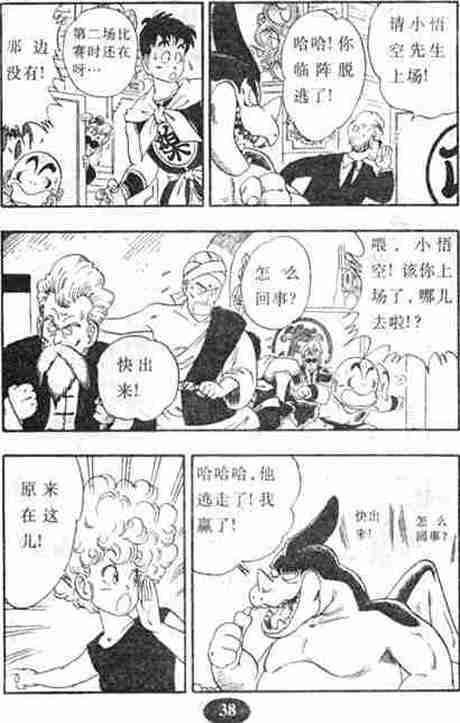 请小悟
空先生
上场!
哈哈!你
临阵脱
逃了!
第二场比
赛时还在
呀…
那边
没有!
喂，小悟
空!该你上
场了,哪儿
去啦!?
怎么
回事?
快出
来!
怎么
回事?
快出
来!
哈哈哈,他
逃走了!我
赢了!
原来
在这
儿!
38